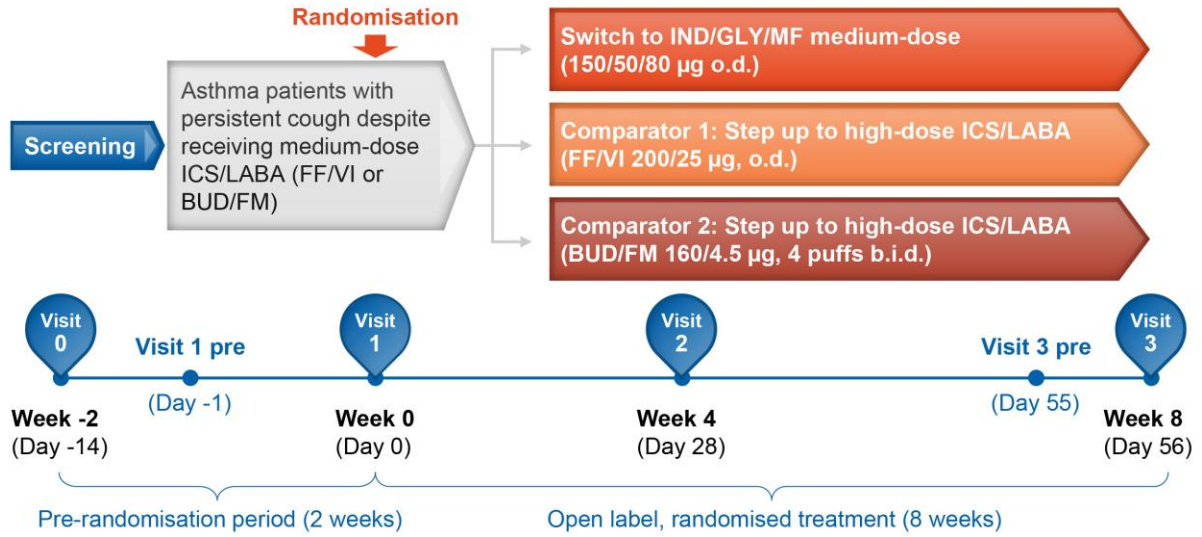 Randomisation
Screening
Asthma patients with
persistent cough despite
receiving medium-dose
ICS/LABA (FF/VI or
BUD/FM)
Switch to IND/GLY/MF medium-dose
(150/50/80 µg o.d.)
Comparator 1: Step up to high-dose ICS/LABA
(FF/VI 200/25 µg, o.d.)
Comparator 2: Step up to high-dose ICS/LABA
(BUD/FM 160/4.5 µg, 4 puffs b.i.d.)
Visit
0
Visit 1 pre
Visit
1
Visit
2
Visit 3 pre
Visit
3
Week -2
(Day -14)
(Day -1)
Week 0
(Day 0)
Week 4
(Day 28)
(Day 55)
Week 8
(Day 56)
Pre-randomisation period (2 weeks)
Open label, randomised treatment (8 weeks)